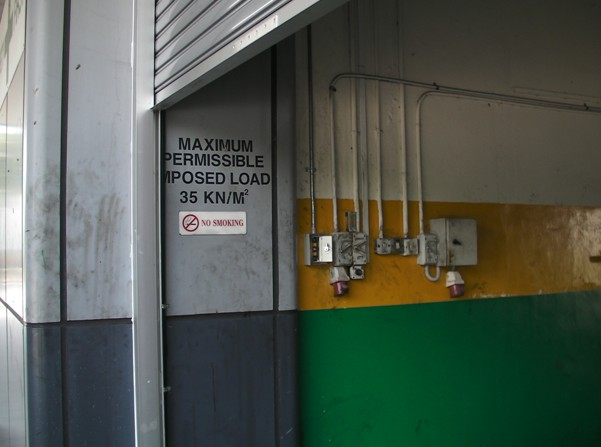 MAXIMUM
PERMISSIBLE
MPOSED LOAD
35 KN/M²
NO SMOKING